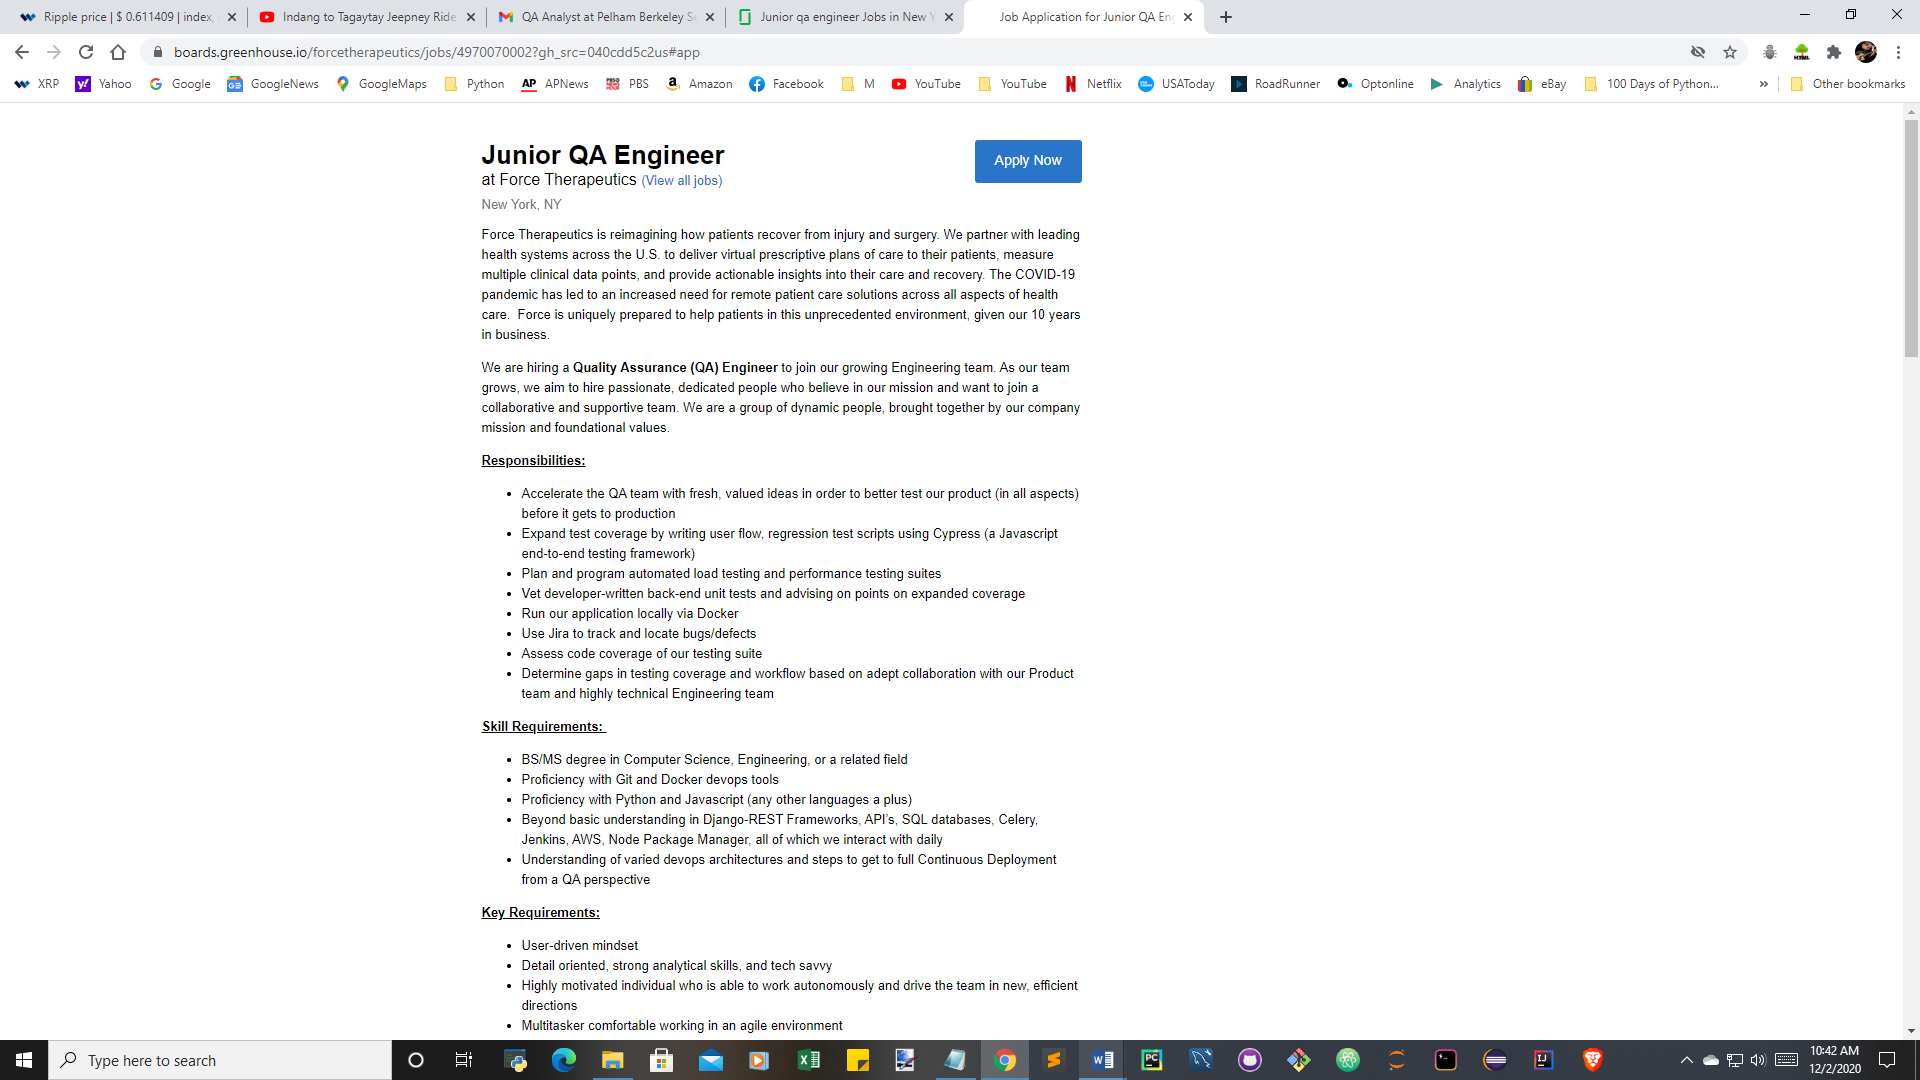 Ripple price | $ 0.611409 | index,
Indang to Tagaytay Jeepney Ride
QA Analyst at Pelham Berkeley Se
Junior qa engineer Jobs in New Y
Job Application for Junior QA Eng
boards.greenhouse.io/forcetherapeutics/jobs/4970070002?gh_src=040cdd5c2us#app
XRP Yahoo Google GoogleNews GoogleMaps Python APNews PBS Amazon Facebook M YouTube YouTube Netflix USAToday RoadRunner Optonline Analytics eBay 100 Days of Python... » Other bookmarks
Junior QA Engineer
Apply Now
at Force Therapeutics (View all jobs)
New York, NY
Force Therapeutics is reimagining how patients recover from injury and surgery. We partner with leading
health systems across the U.S. to deliver virtual prescriptive plans of care to their patients, measure
multiple clinical data points, and provide actionable insights into their care and recovery. The COVID-19
pandemic has led to an increased need for remote patient care solutions across all aspects of health
care.  Force is uniquely prepared to help patients in this unprecedented environment, given our 10 years
in business.
We are hiring a Quality Assurance (QA) Engineer to join our growing Engineering team. As our team
grows, we aim to hire passionate, dedicated people who believe in our mission and want to join a
collaborative and supportive team. We are a group of dynamic people, brought together by our company
mission and foundational values.
Responsibilities:
• Accelerate the QA team with fresh, valued ideas in order to better test our product (in all aspects)
before it gets to production
• Expand test coverage by writing user flow, regression test scripts using Cypress (a Javascript
end-to-end testing framework)
• Plan and program automated load testing and performance testing suites
• Vet developer-written back-end unit tests and advising on points on expanded coverage
• Run our application locally via Docker
• Use Jira to track and locate bugs/defects
• Assess code coverage of our testing suite
• Determine gaps in testing coverage and workflow based on adept collaboration with our Product
team and highly technical Engineering team
Skill Requirements:
• BS/MS degree in Computer Science, Engineering, or a related field
• Proficiency with Git and Docker devops tools
• Proficiency with Python and Javascript (any other languages a plus)
• Beyond basic understanding in Django-REST Frameworks, API's, SQL databases, Celery,
Jenkins, AWS, Node Package Manager, all of which we interact with daily
• Understanding of varied devops architectures and steps to get to full Continuous Deployment
from a QA perspective
Key Requirements:
• User-driven mindset
• Detail oriented, strong analytical skills, and tech savvy
• Highly motivated individual who is able to work autonomously and drive the team in new, efficient
directions
• Multitasker comfortable working in an agile environment
Type here to search
10:42 AM
12/2/2020